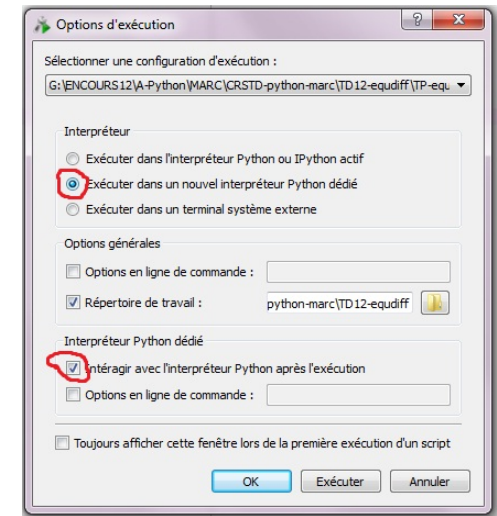 Options d'exécution
Sélectionner une configuration d'exécution :
G:\ENCOURS12\A-Python\MARC\CRSTD-python-marc\TD12-equdiff\TP-equ
Interpréteur
Exécuter dans l'interpréteur Python ou IPython actif
Exécuter dans un nouvel interpréteur Python dédié
Exécuter dans un terminal système externe
Options générales
Options en ligne de commande :
Répertoire de travail : python-marc\TD12-equdiff
Interpréteur Python dédié
Intéragir avec l'interpréteur Python après l'exécution
Options en ligne de commande :
Toujours afficher cette fenêtre lors de la première exécution d'un script
OK Exécuter Annuler